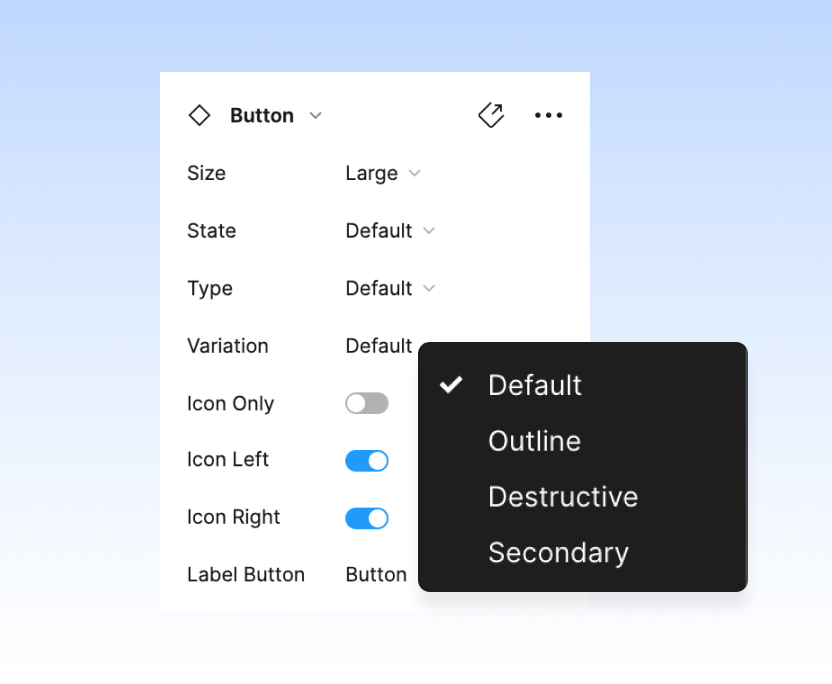 Button
Size Large
State Default
Type Default
Variation Default
Icon Only
Icon Left
Icon Right
Label Button Button
Default
Outline
Destructive
Secondary